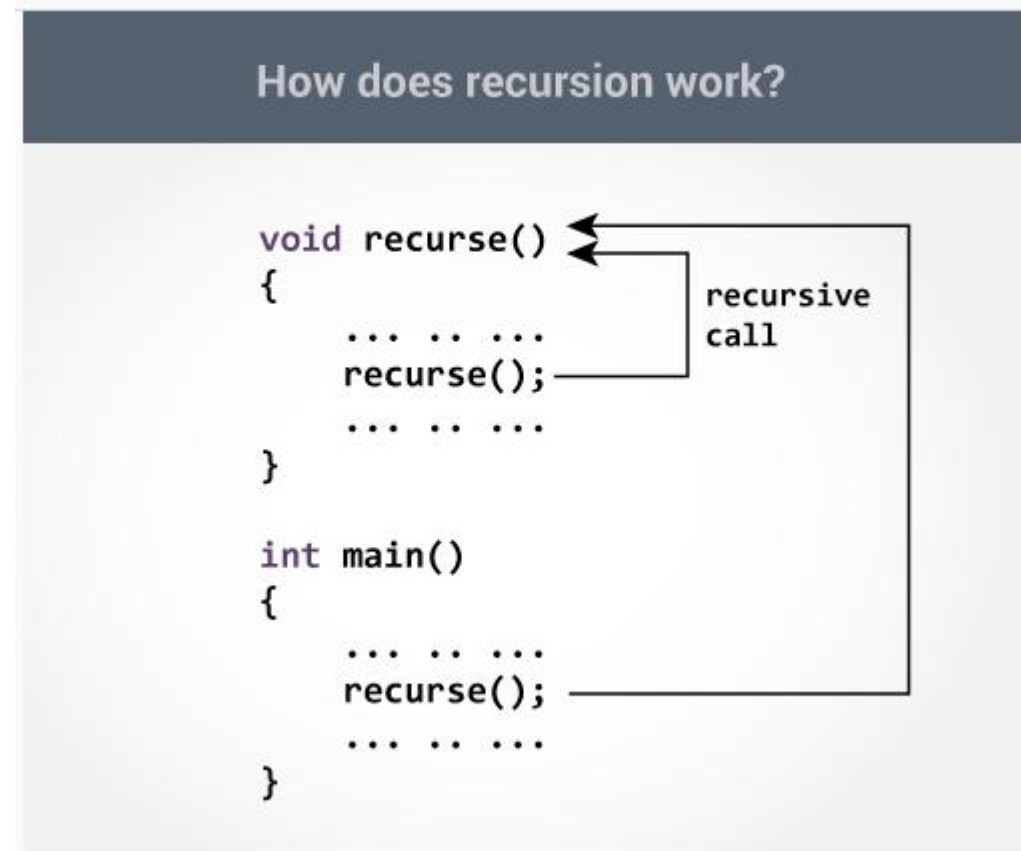 How does recursion work?
void recurse()
{
recursive
call
... .. ...
recurse();
... .. ...
}
int main()
{
... .. ...
recurse();
... .. ...
}